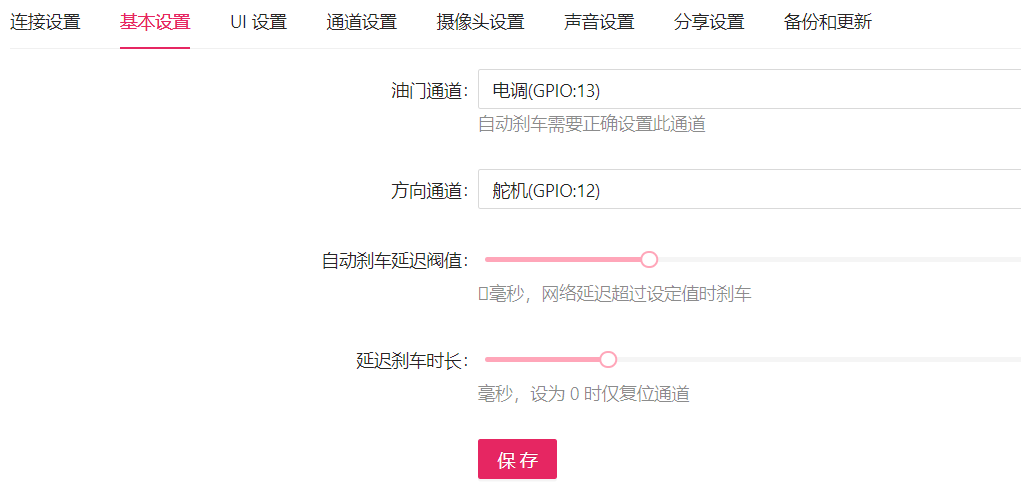 连接设置 基本设置 UI 设置 通道设置 摄像头设置 声音设置 分享设置 备份和更新
油门通道: 电调(GPIO:13)
自动刹车需要正确设置此通道
方向通道: 舵机(GPIO:12)
自动刹车延迟阀值:
毫秒，网络延迟超过设定值时刹车
延迟刹车时长:
毫秒，设为 0 时仅复位通道
保 存